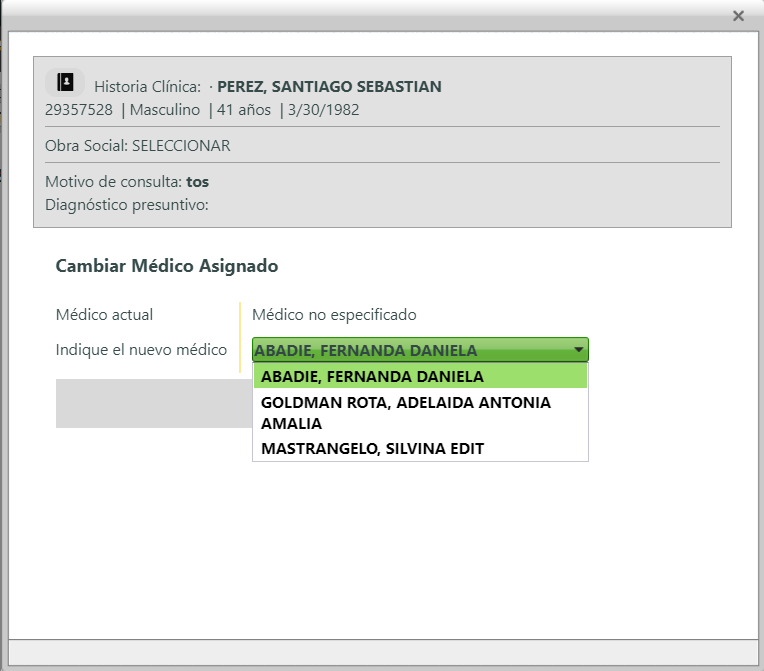 Historia Clínica: · PEREZ, SANTIAGO SEBASTIAN
29357528 | Masculino | 41 años | 3/30/1982
Obra Social: SELECCIONAR
Motivo de consulta: tos
Diagnóstico presuntivo:
Cambiar Médico Asignado
Médico actual Médico no especificado
Indique el nuevo médico ABADIE, FERNANDA DANIELA
ABADIE, FERNANDA DANIELA
GOLDMAN ROTA, ADELAIDA ANTONIA
AMALIA
MASTRANGELO, SILVINA EDIT